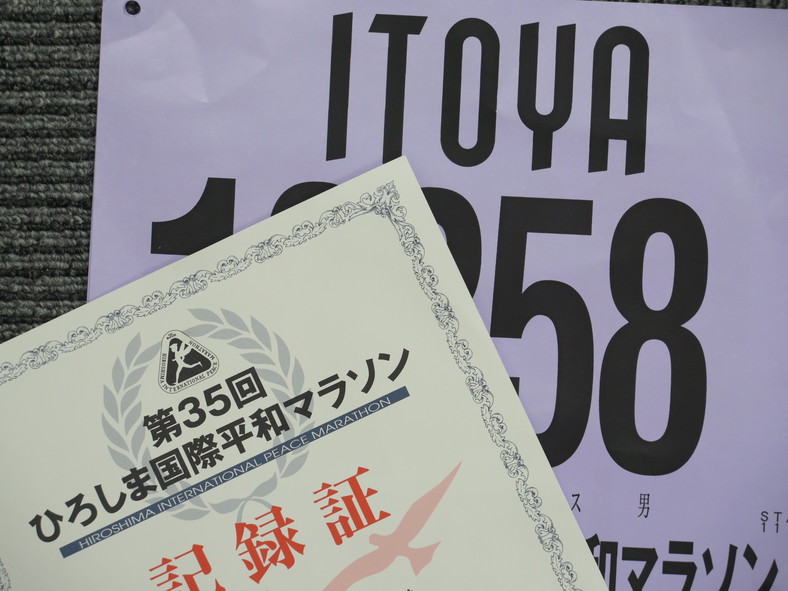 ITOYA
58
第35回
ひろしま国際平和マラソン
HIROSHIMA INTERNATIONAL PEACE MARATHON
記録証
ス 男
和マラソン